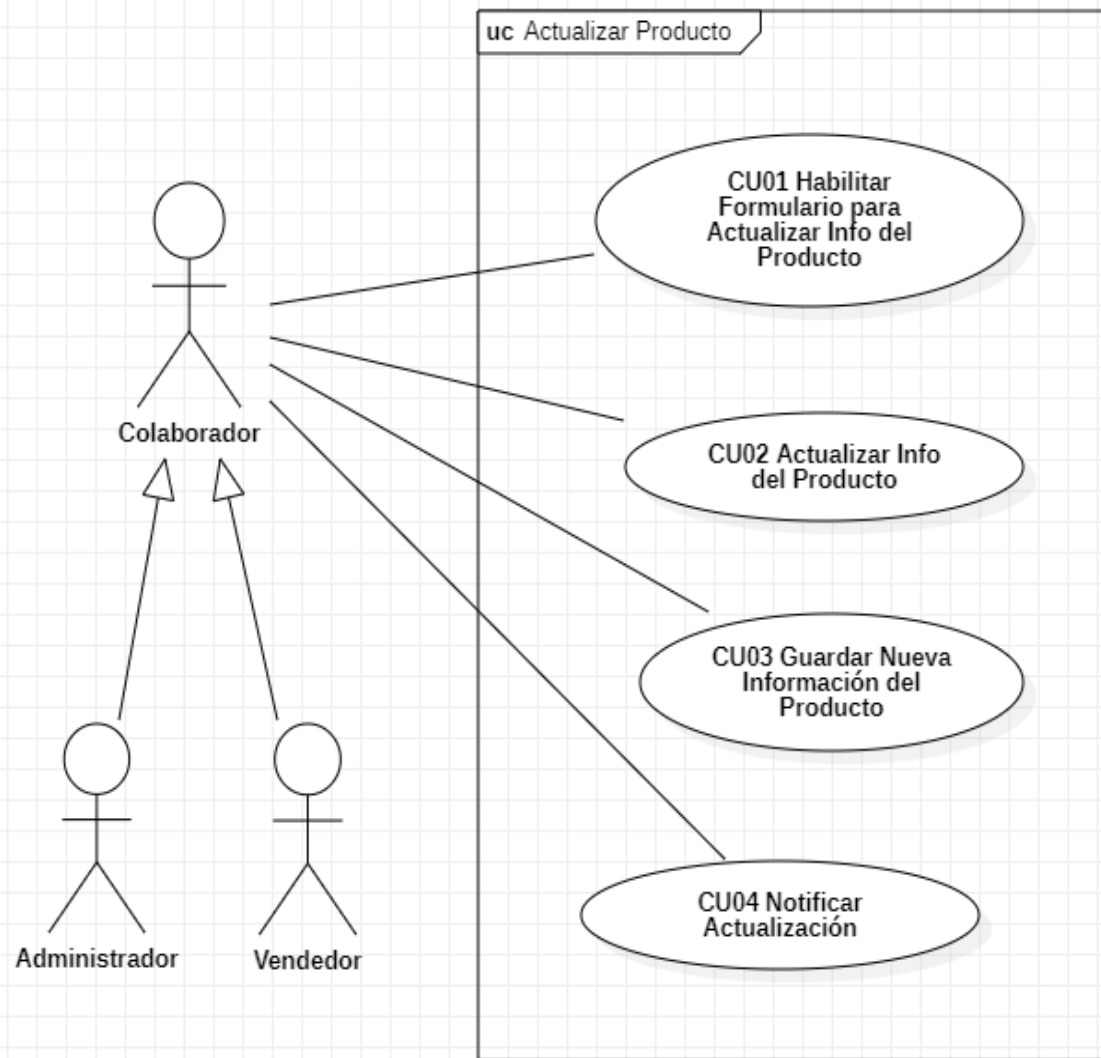 uc Actualizar Producto
CU01 Habilitar
Formulario para
Actualizar Info del
Producto
Colaborador
CU02 Actualizar Info
del Producto
CU03 Guardar Nueva
Información del
Producto
CU04 Notificar
Actualización
Administrador
Vendedor